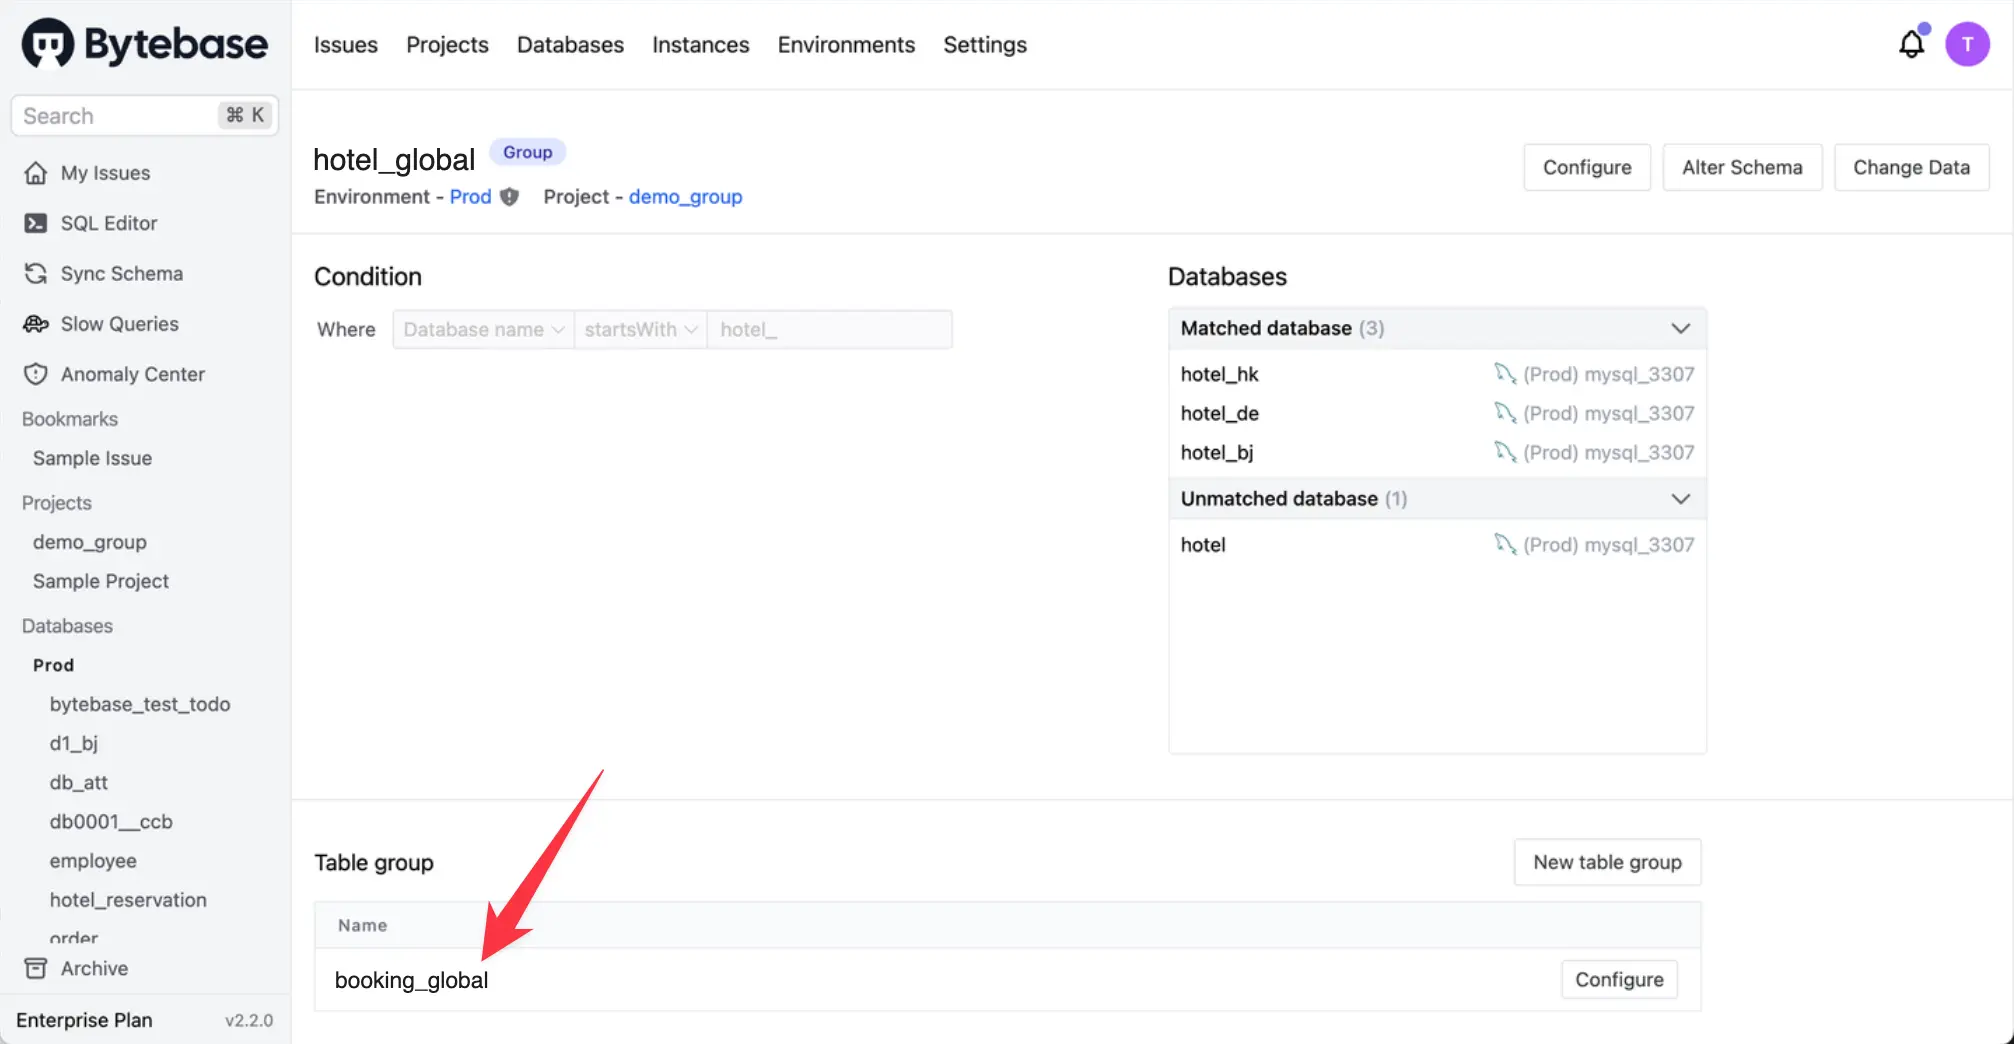 Bytebase
Issues Projects Databases Instances Environments Settings
T
Search ⌘ K
My Issues
SQL Editor
Sync Schema
Slow Queries
Anomaly Center
Bookmarks
Sample Issue
Projects
demo_group
Sample Project
Databases
Prod
bytebase_test_todo
d1_bj
db_att
db0001__ccb
employee
hotel_reservation
order
Archive
Enterprise Plan v2.2.0
hotel_global Group
Environment - Prod Project - demo_group
Configure Alter Schema Change Data
Condition
Where Database name startsWith hotel_
Databases
Matched database (3)
hotel_hk (Prod) mysql_3307
hotel_de (Prod) mysql_3307
hotel_bj (Prod) mysql_3307
Unmatched database (1)
hotel (Prod) mysql_3307
Table group
New table group
Name
booking_global Configure